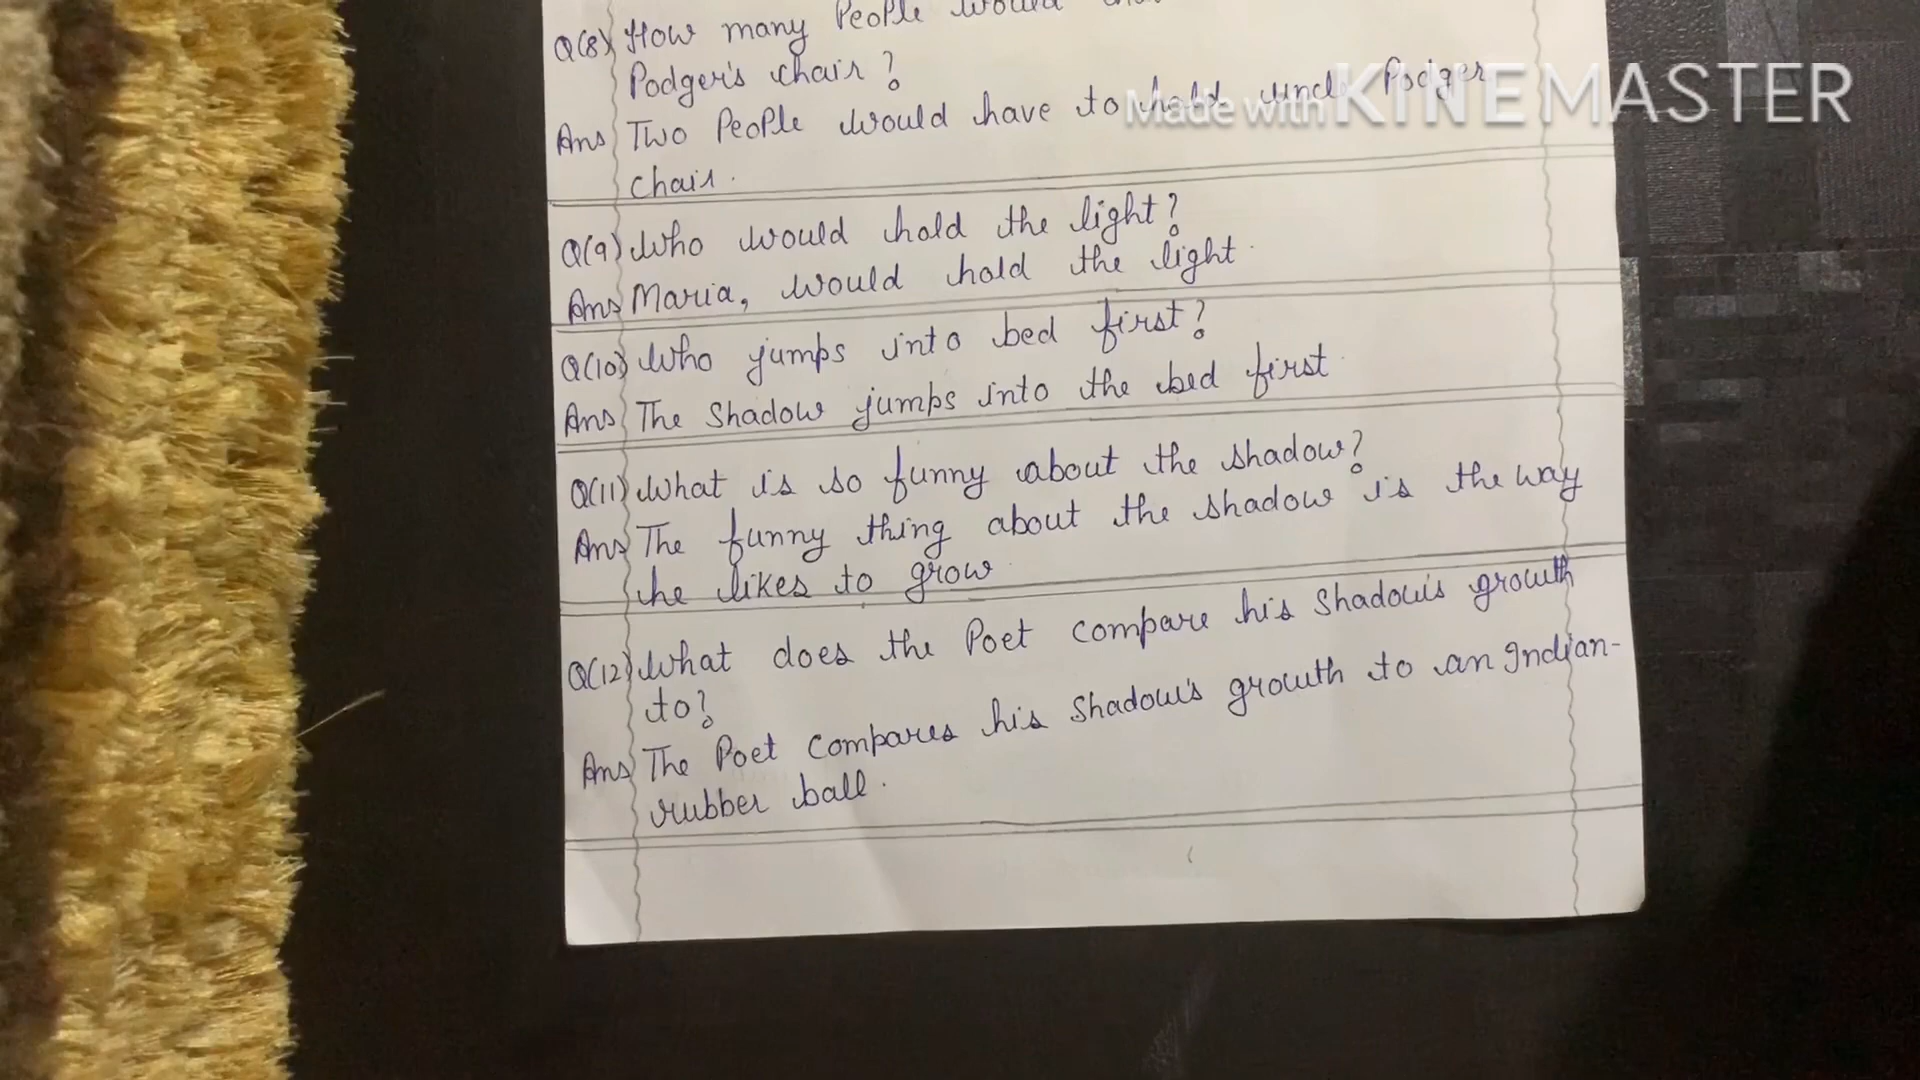 Q(8) How many People would
Podger's chair?
Ans Two People would have to hold uncle Podger
chair.
Q(9) Who would hold the light?
Ans Maria, would hold the light.
Q(10) Who jumps into bed first?
Ans The Shadow jumps into the bed first.
Q(11) What is so funny about the shadow?
Ans The funny thing about the shadow is the way
he likes to grow.
Q(12) What does the Poet compare his Shadow's growth
to?
Ans The Poet compares his Shadow's growth to an Indian-
rubber ball.
Made with KINEMASTER